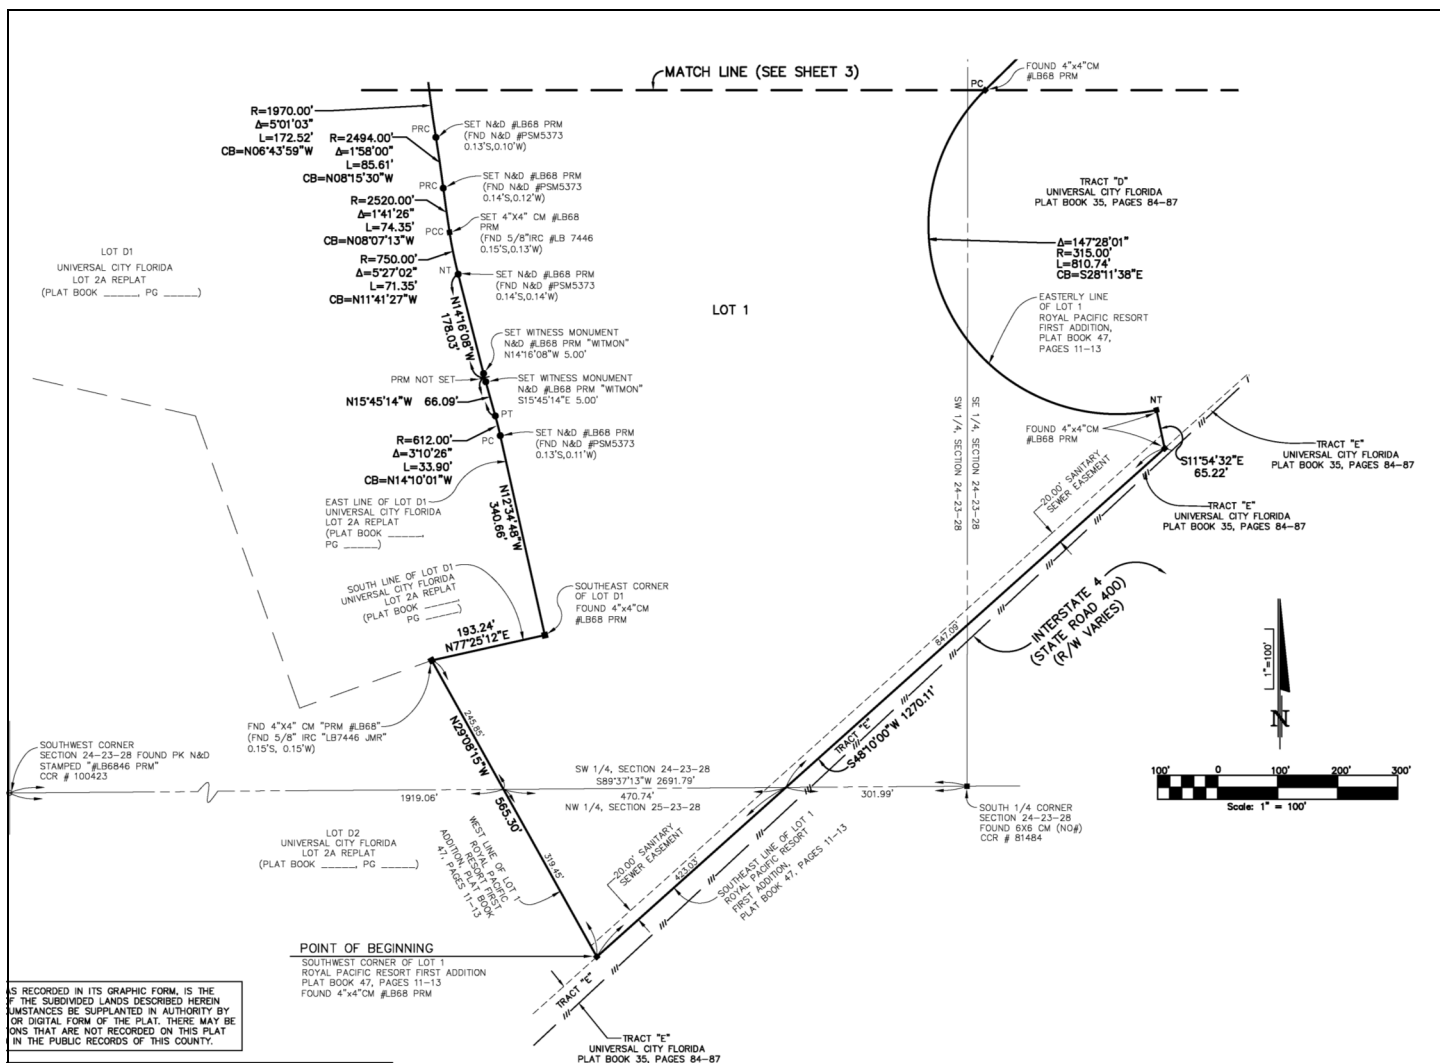 MATCH LINE (SEE SHEET 3)
FOUND 4"x4"CM
#LB68 PRM
PC
R=1970.00'
Δ=5°01'03"
L=172.52'
CB=N06°43'59"W
PRC
SET N&D #LB68 PRM
(FND N&D #PSM5373
0.13'S,0.10'W)
R=2494.00'
Δ=1°58'00"
L=85.61'
CB=N08°15'30"W
PRC
SET N&D #LB68 PRM
(FND N&D #PSM5373
0.14'S,0.12'W)
R=2520.00'
Δ=1°41'26"
L=74.35'
CB=N08°07'13"W
PCC
SET 4"X4" CM #LB68
PRM
(FND 5/8"IRC #LB 7446
0.15'S,0.13'W)
R=750.00'
Δ=5°27'02"
L=71.35'
CB=N11°41'27"W
NT
SET N&D #LB68 PRM
(FND N&D #PSM5373
0.14'S,0.14'W)
LOT D1
UNIVERSAL CITY FLORIDA
LOT 2A REPLAT
(PLAT BOOK _____, PG _____)
TRACT "D"
UNIVERSAL CITY FLORIDA
PLAT BOOK 35, PAGES 84-87
Δ=147°28'01"
R=315.00'
L=810.74'
CB=S28°11'38"E
EASTERLY LINE
OF LOT 1
ROYAL PACIFIC RESORT
FIRST ADDITION,
PLAT BOOK 47,
PAGES 11-13
LOT 1
N14°16'08"W
178.03'
SET WITNESS MONUMENT
N&D #LB68 PRM "WITMON"
N14°16'08"W 5.00'
PRM NOT SET
SET WITNESS MONUMENT
N&D #LB68 PRM "WITMON"
S15°45'14"E 5.00'
N15°45'14"W 66.09'
PT
R=612.00'
Δ=3°10'26"
L=33.90'
CB=N14°10'01"W
PC
SET N&D #LB68 PRM
(FND N&D #PSM5373
0.13'S,0.11'W)
SW 1/4, SECTION 24-23-28
SE 1/4, SECTION 24-23-28
NT
FOUND 4"x4"CM
#LB68 PRM
S11°54'32"E
65.22'
TRACT "E"
UNIVERSAL CITY FLORIDA
PLAT BOOK 35, PAGES 84-87
TRACT "E"
UNIVERSAL CITY FLORIDA
PLAT BOOK 35, PAGES 84-87
20.00' SANITARY
SEWER EASEMENT
EAST LINE OF LOT D1
UNIVERSAL CITY FLORIDA
LOT 2A REPLAT
(PLAT BOOK _____,
PG _____)
N12°34'48"W
340.66'
SOUTH LINE OF LOT D1
UNIVERSAL CITY FLORIDA
LOT 2A REPLAT
(PLAT BOOK _____,
PG _____)
SOUTHEAST CORNER
OF LOT D1
FOUND 4"x4"CM
#LB68 PRM
193.24'
N77°25'12"E
INTERSTATE 4
(STATE ROAD 400)
(R/W VARIES)
847.09'
1"=100'
N
FND 4"X4" CM "PRM #LB68"
(FND 5/8" IRC "LB7446 JMR"
0.15'S, 0.15'W)
245.85'
N29°08'15"W
565.30'
TRACT "E"
S48°10'00"W 1270.11'
SOUTHWEST CORNER
SECTION 24-23-28 FOUND PK N&D
STAMPED "#LB6846 PRM"
CCR # 100423
SW 1/4, SECTION 24-23-28
S89°37'13"W 2691.79'
1919.06'
470.74'
301.99'
NW 1/4, SECTION 25-23-28
SOUTH 1/4 CORNER
SECTION 24-23-28
FOUND 6X6 CM (NO#)
CCR # 81484
100' 0 100' 200' 300'
Scale: 1" = 100'
LOT D2
UNIVERSAL CITY FLORIDA
LOT 2A REPLAT
(PLAT BOOK _____, PG _____)
WEST LINE OF LOT 1
ROYAL PACIFIC
RESORT FIRST
ADDITION, PLAT BOOK
47, PAGES 11-13
319.45'
20.00' SANITARY
SEWER EASEMENT
423.03'
SOUTHEAST LINE OF LOT 1
ROYAL PACIFIC RESORT
FIRST ADDITION,
PLAT BOOK 47, PAGES 11-13
POINT OF BEGINNING
SOUTHWEST CORNER OF LOT 1
ROYAL PACIFIC RESORT FIRST ADDITION
PLAT BOOK 47, PAGES 11-13
FOUND 4"x4"CM #LB68 PRM
TRACT "E"
TRACT "E"
UNIVERSAL CITY FLORIDA
PLAT BOOK 35, PAGES 84-87
AS RECORDED IN ITS GRAPHIC FORM, IS THE
F THE SUBDIVIDED LANDS DESCRIBED HEREIN
UMSTANCES BE SUPPLANTED IN AUTHORITY BY
OR DIGITAL FORM OF THE PLAT. THERE MAY BE
ONS THAT ARE NOT RECORDED ON THIS PLAT
IN THE PUBLIC RECORDS OF THIS COUNTY.